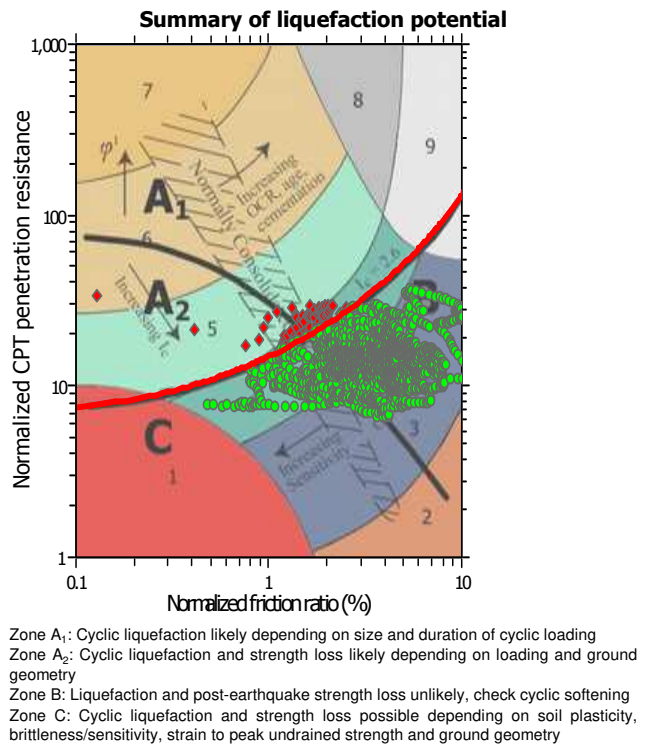 Summary of liquefaction potential
Normalized CPT penetration resistance
1,000
100
10
1
0.1
1
10
Normalized friction ratio (%)
7
8
9
φ'
A1
6
A2
5
B
C
1
3
2
Normally Consoli
Increasing
OCR, age,
cementation
Ic = 2.6
Increasing Ic
Increasing
Sensitivity
Zone A1: Cyclic liquefaction likely depending on size and duration of cyclic loading
Zone A2: Cyclic liquefaction and strength loss likely depending on loading and ground
geometry
Zone B: Liquefaction and post-earthquake strength loss unlikely, check cyclic softening
Zone C: Cyclic liquefaction and strength loss possible depending on soil plasticity,
brittleness/sensitivity, strain to peak undrained strength and ground geometry